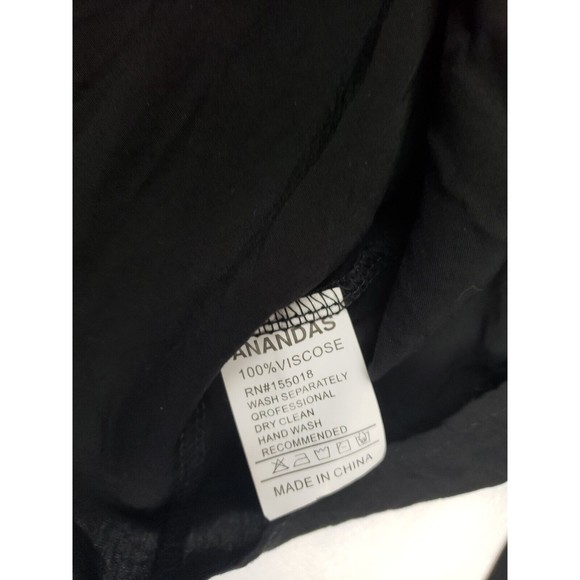 ANANDAS
100%VISCOSE
RN#155018
WASH SEPARATELY
QROFESSIONAL
DRY CLEAN
HAND WASH
RECOMMENDED
MADE IN CHINA